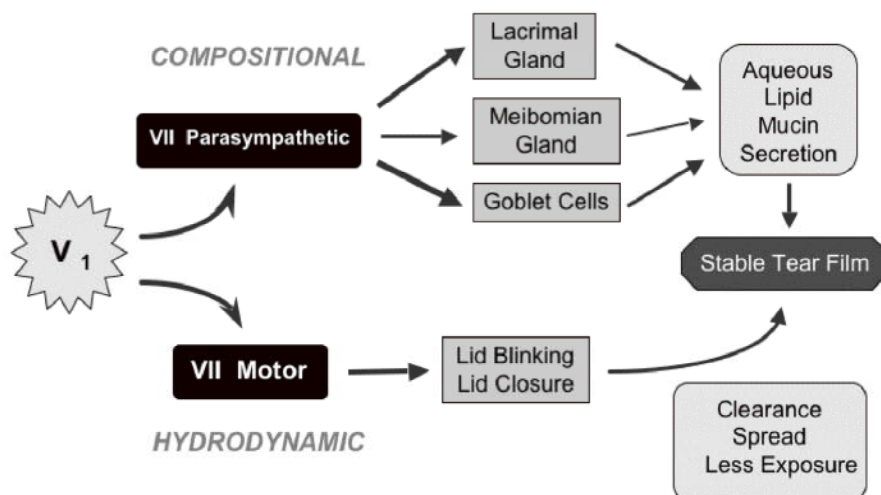 COMPOSITIONAL
Lacrimal
Gland
Aqueous
Lipid
Mucin
Secretion
VII Parasympathetic
Meibomian
Gland
Goblet Cells
V 1
Stable Tear Film
VII Motor
Lid Blinking
Lid Closure
HYDRODYNAMIC
Clearance
Spread
Less Exposure